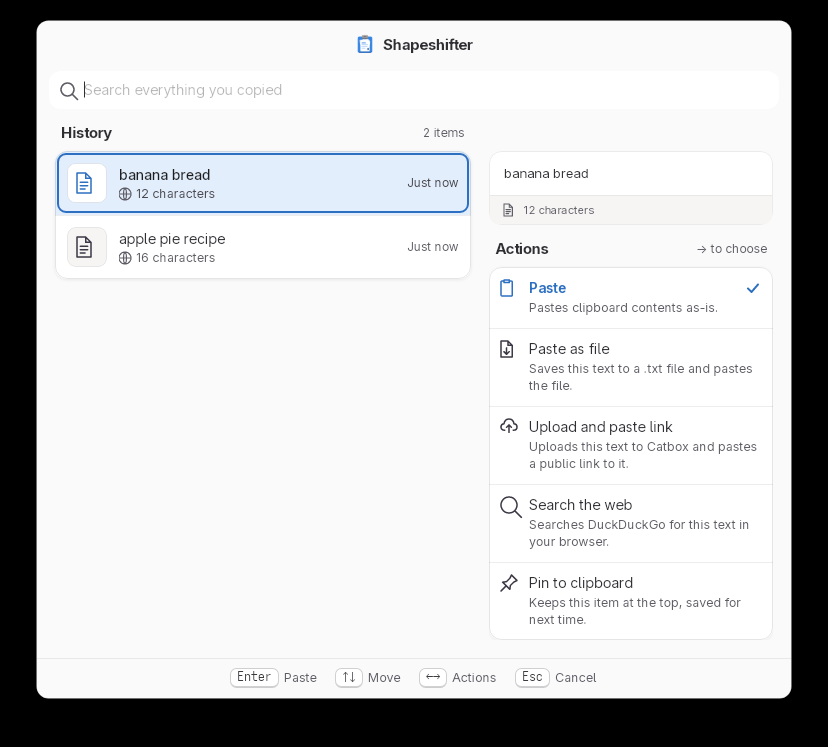 Shapeshifter
Search everything you copied
History
2 items
banana bread
12 characters
Just now
apple pie recipe
16 characters
Just now
banana bread
12 characters
Actions
→ to choose
Paste
Pastes clipboard contents as-is.
Paste as file
Saves this text to a .txt file and pastes
the file.
Upload and paste link
Uploads this text to Catbox and pastes
a public link to it.
Search the web
Searches DuckDuckGo for this text in
your browser.
Pin to clipboard
Keeps this item at the top, saved for
next time.
Enter Paste ↑↓ Move ←→ Actions Esc Cancel